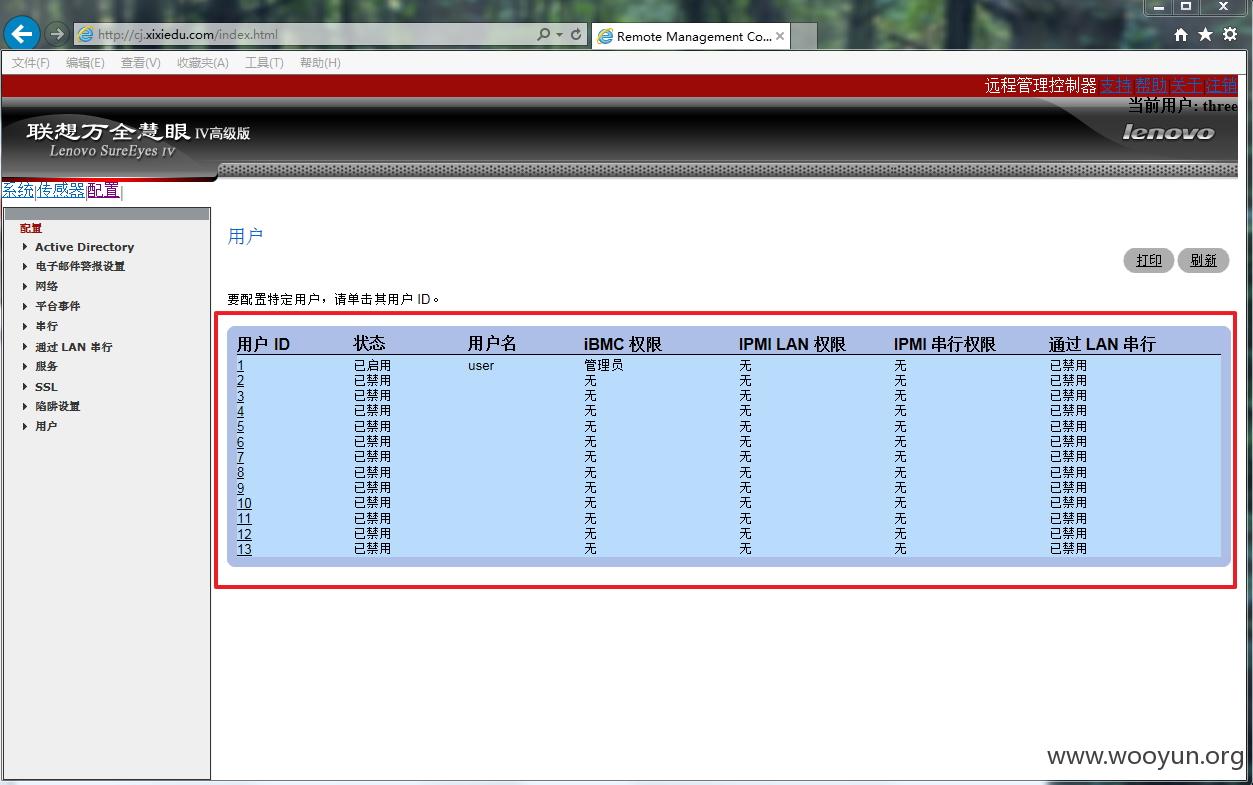 http://cj.xixiedu.com/index.html
Remote Management Co...
文件(F) 编辑(E) 查看(V) 收藏夹(A) 工具(T) 帮助(H)
远程管理控制器 支持 帮助 关于 注销
当前用户: three
联想万全慧眼 IV高级版
Lenovo SureEyes IV
lenovo
系统|传感器|配置|
配置
Active Directory
电子邮件警报设置
网络
平台事件
串行
通过 LAN 串行
服务
SSL
陷阱设置
用户
用户
打印 刷新
要配置特定用户，请单击其用户 ID。
用户 ID 状态 用户名 iBMC 权限 IPMI LAN 权限 IPMI 串行权限 通过 LAN 串行
1 已启用 user 管理员 无 无 已禁用
2 已禁用 无 无 无 已禁用
3 已禁用 无 无 无 已禁用
4 已禁用 无 无 无 已禁用
5 已禁用 无 无 无 已禁用
6 已禁用 无 无 无 已禁用
7 已禁用 无 无 无 已禁用
8 已禁用 无 无 无 已禁用
9 已禁用 无 无 无 已禁用
10 已禁用 无 无 无 已禁用
11 已禁用 无 无 无 已禁用
12 已禁用 无 无 无 已禁用
13 已禁用 无 无 无 已禁用
www.wooyun.org